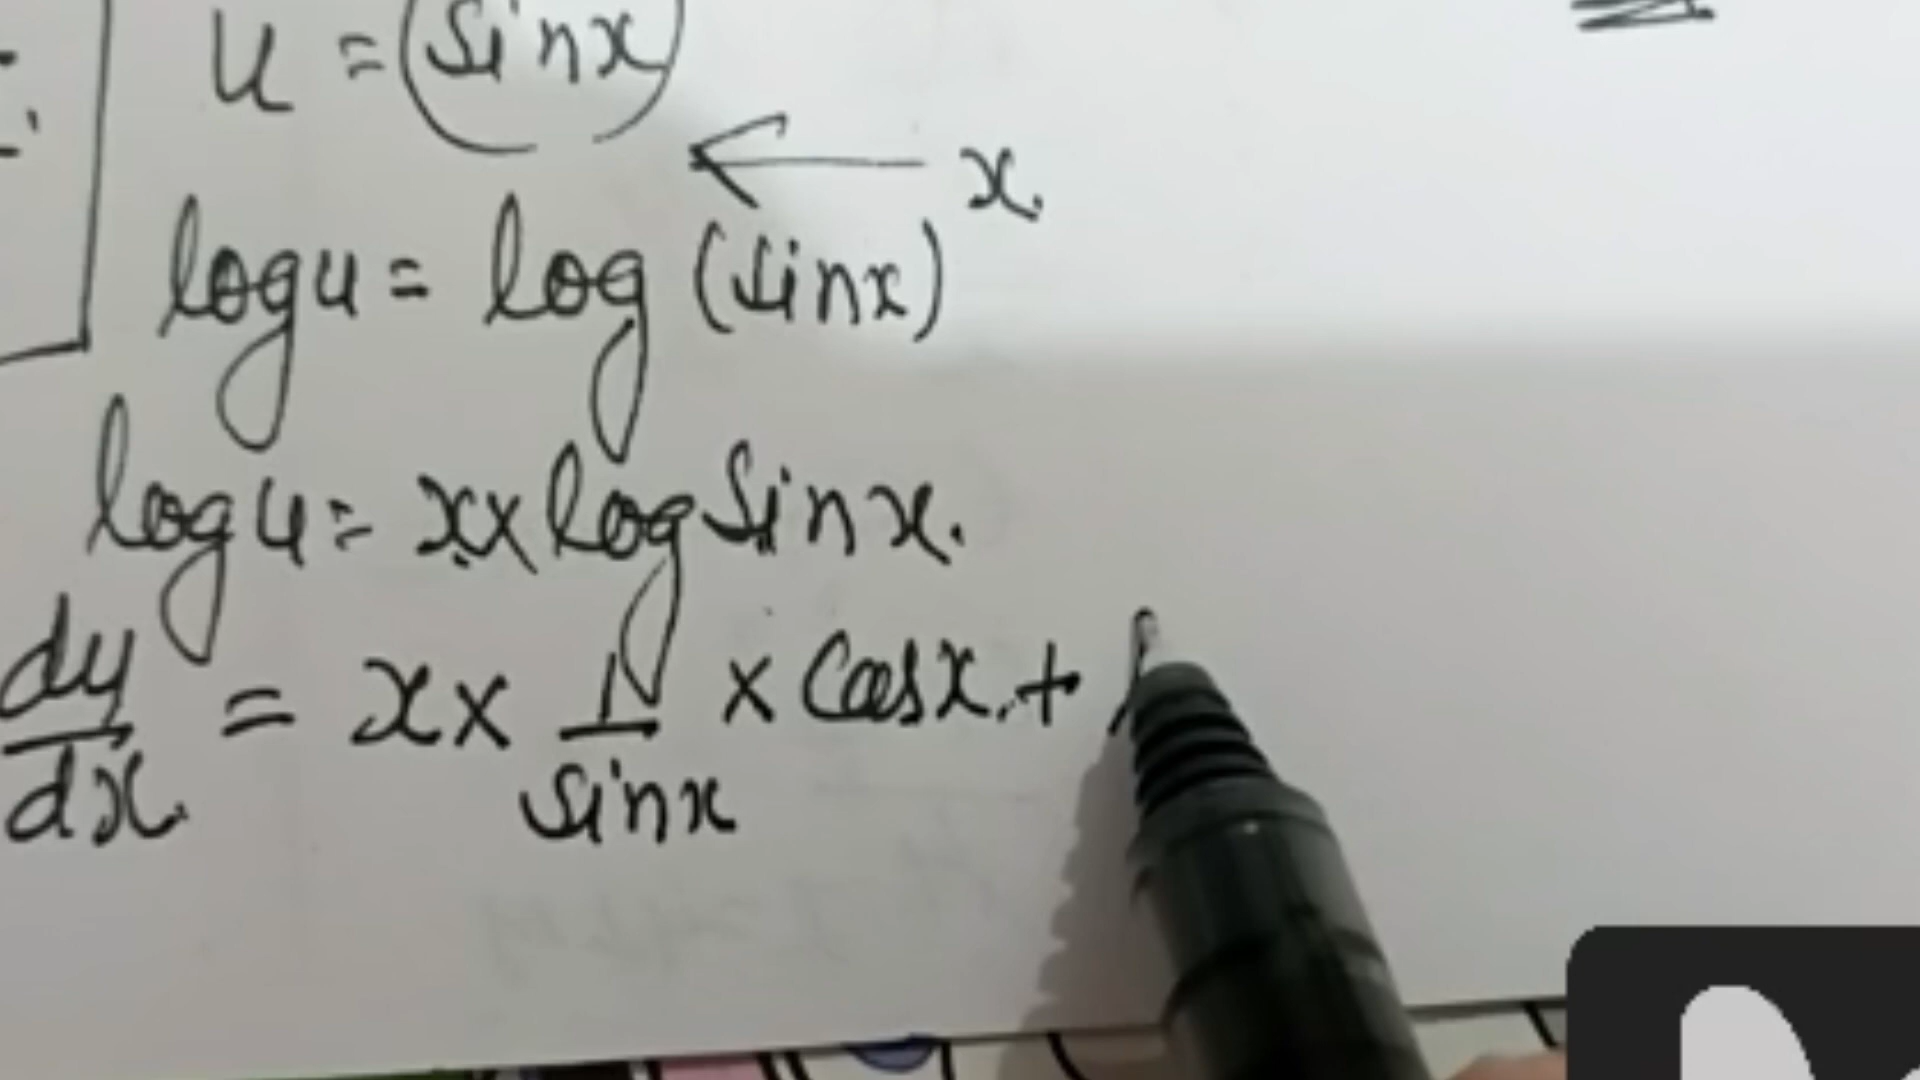 u = (sinx)
x.
log u = log (sinx)
log u = x x log sinx.
dy/dx = x x 1/sinx x cosx. +